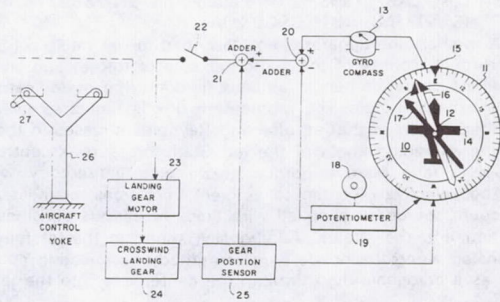 22
20
13
GYRO
COMPASS
15
11
ADDER
21
ADDER
16
17
12
14
10
27
26
18
23
LANDING
GEAR
MOTOR
AIRCRAFT
CONTROL
YOKE
POTENTIOMETER
19
CROSSWIND
LANDING
GEAR
24
GEAR
POSITION
SENSOR
25